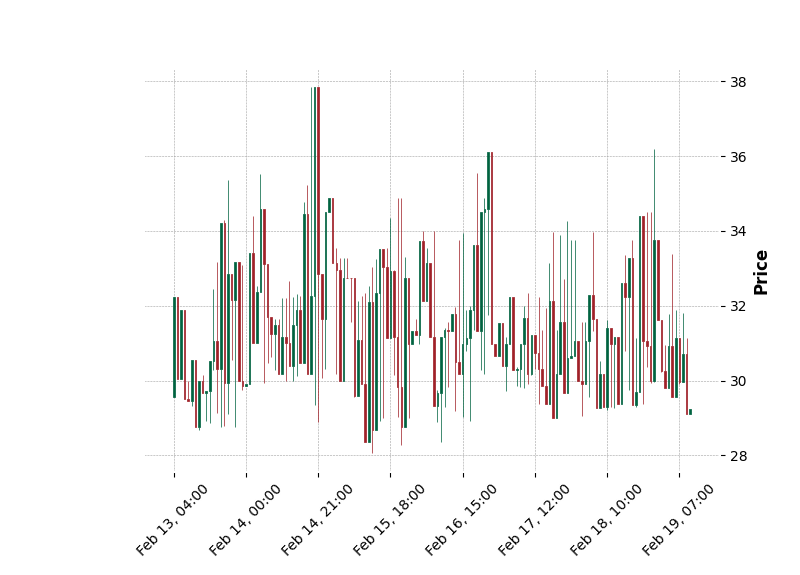 38
36
34
32
30
28
Price
Feb 13, 04:00
Feb 14, 00:00
Feb 14, 21:00
Feb 15, 18:00
Feb 16, 15:00
Feb 17, 12:00
Feb 18, 10:00
Feb 19, 07:00